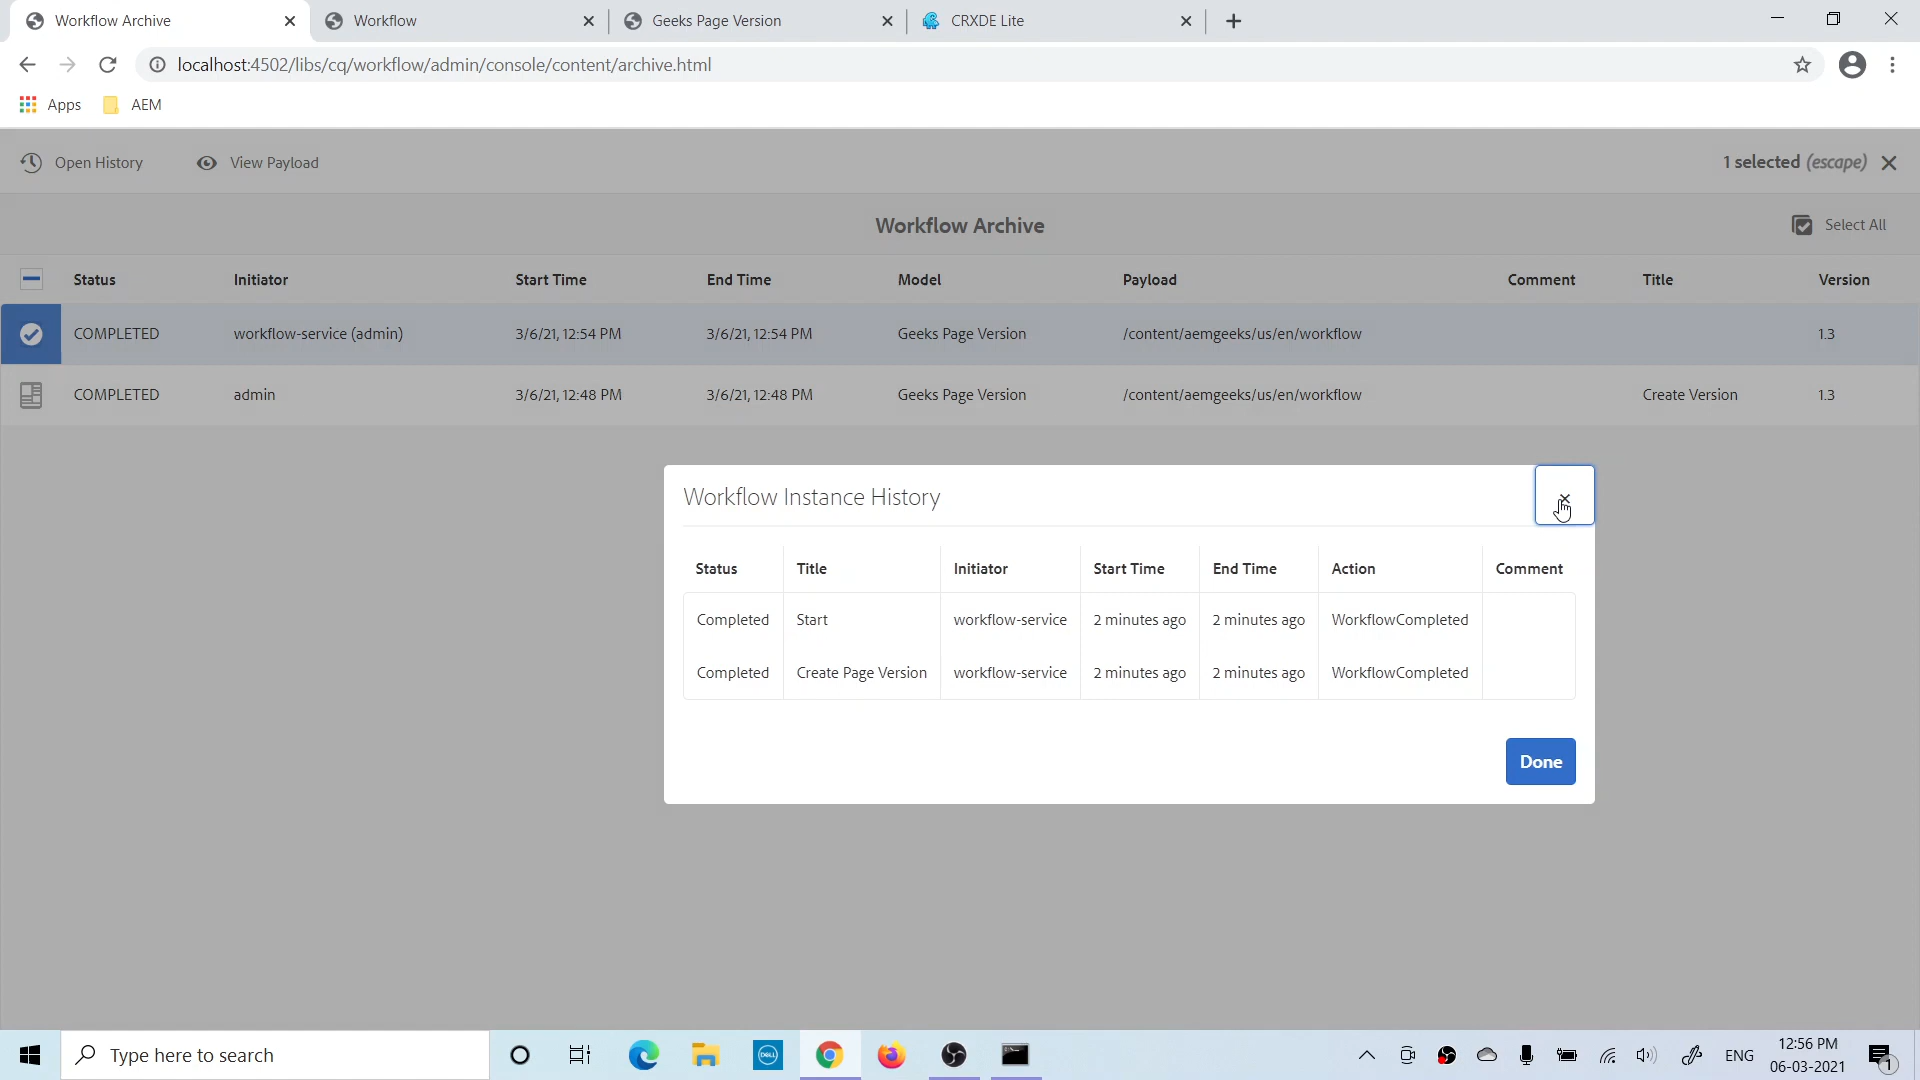 Workflow Archive
Workflow
Geeks Page Version
CRXDE Lite
localhost:4502/libs/cq/workflow/admin/console/content/archive.html
Apps
AEM
Open History
View Payload
1 selected (escape)
Workflow Archive
Select All
Status Initiator Start Time End Time Model Payload Comment Title Version
COMPLETED workflow-service (admin) 3/6/21, 12:54 PM 3/6/21, 12:54 PM Geeks Page Version /content/aemgeeks/us/en/workflow 1.3
COMPLETED admin 3/6/21, 12:48 PM 3/6/21, 12:48 PM Geeks Page Version /content/aemgeeks/us/en/workflow Create Version 1.3
Workflow Instance History
Status Title Initiator Start Time End Time Action Comment
Completed Start workflow-service 2 minutes ago 2 minutes ago WorkflowCompleted
Completed Create Page Version workflow-service 2 minutes ago 2 minutes ago WorkflowCompleted
Done
Type here to search
DELL
ENG
12:56 PM
06-03-2021
1